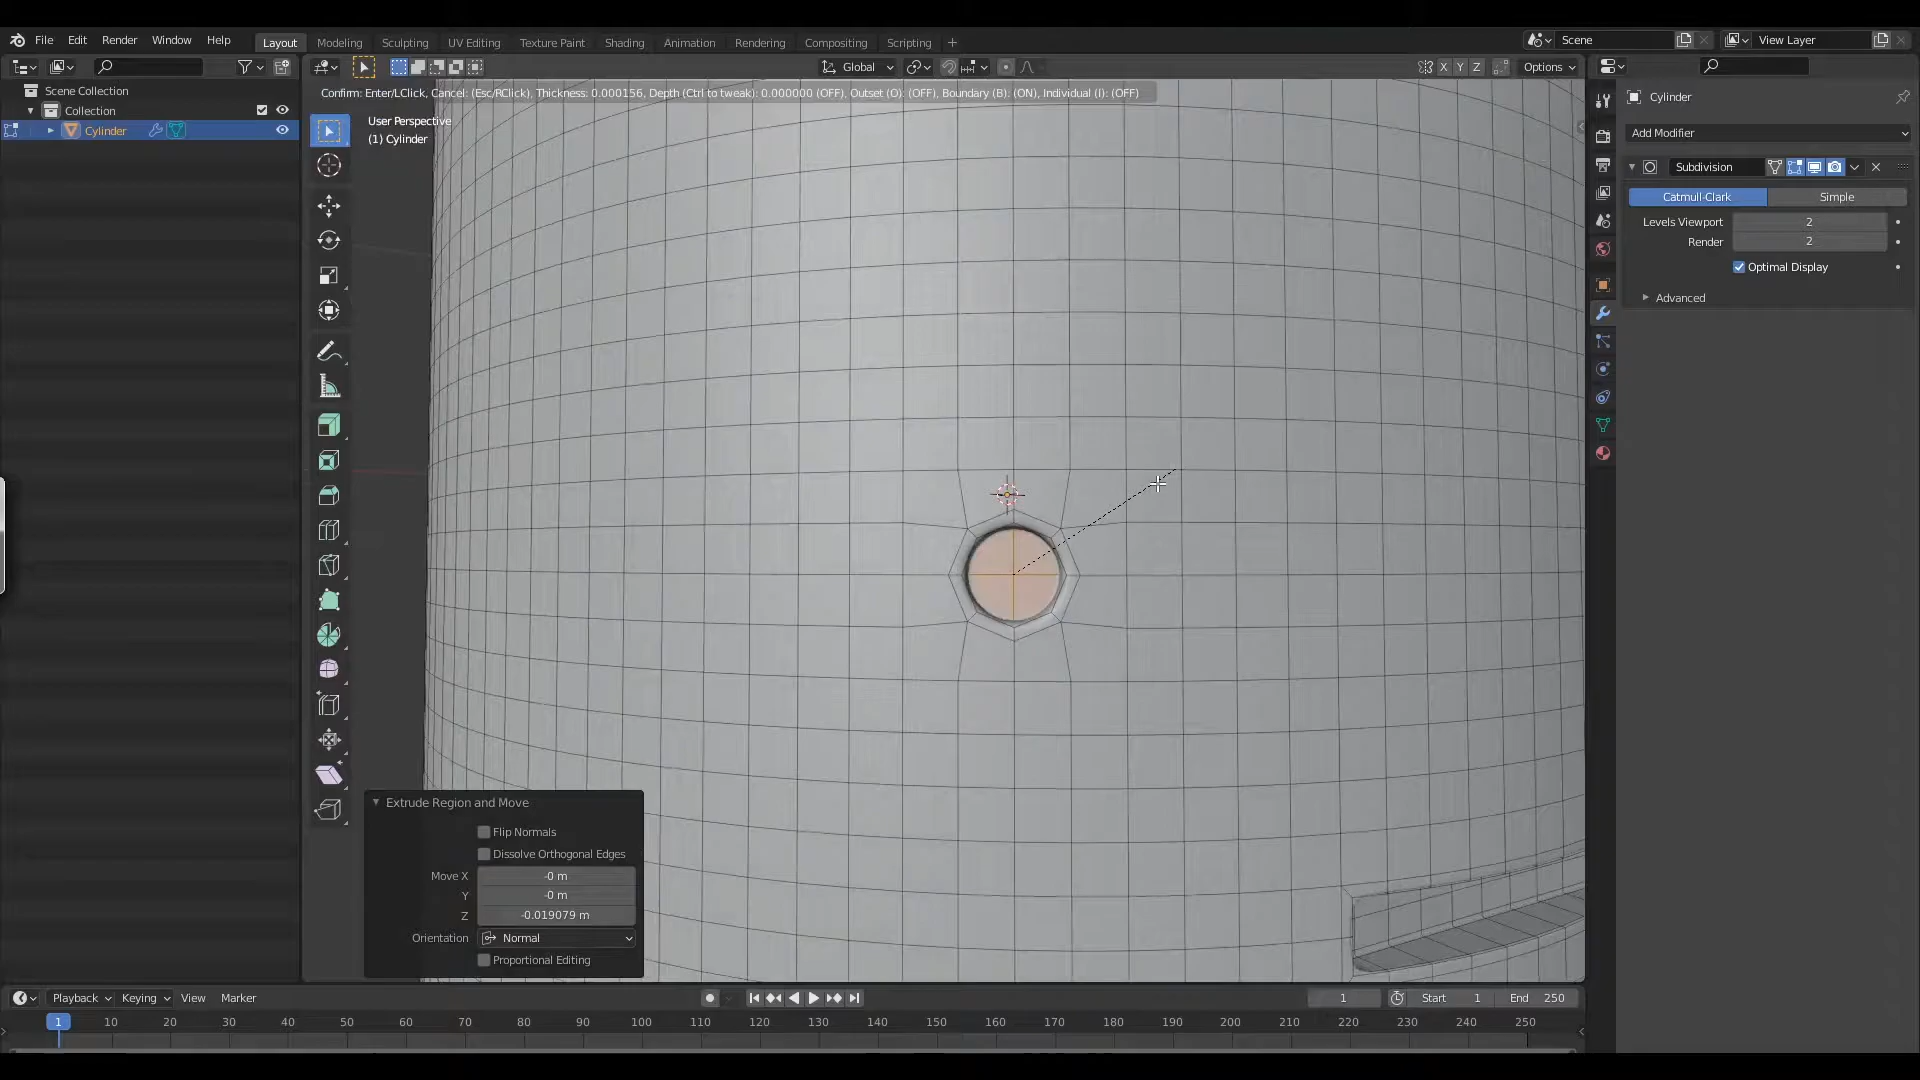 File Edit Render Window Help Layout Modeling Sculpting UV Editing Texture Paint Shading Animation Rendering Compositing Scripting + Scene View Layer
Global X Y Z Options
Scene Collection
Collection
Cylinder
Confirm: Enter/LClick, Cancel: (Esc/RClick), Thickness: 0.000156, Depth (Ctrl to tweak): 0.000000 (OFF), Outset (O): (OFF), Boundary (B): (ON), Individual (I): (OFF)
User Perspective
(1) Cylinder
Cylinder
Add Modifier
Subdivision
Catmull-Clark Simple
Levels Viewport 2
Render 2
Optimal Display
Advanced
Extrude Region and Move
Flip Normals
Dissolve Orthogonal Edges
Move X -0 m
Y -0 m
Z -0.019079 m
Orientation Normal
Proportional Editing
Playback Keying View Marker 1 Start 1 End 250
1 10 20 30 40 50 60 70 80 90 100 110 120 130 140 150 160 170 180 190 200 210 220 230 240 250